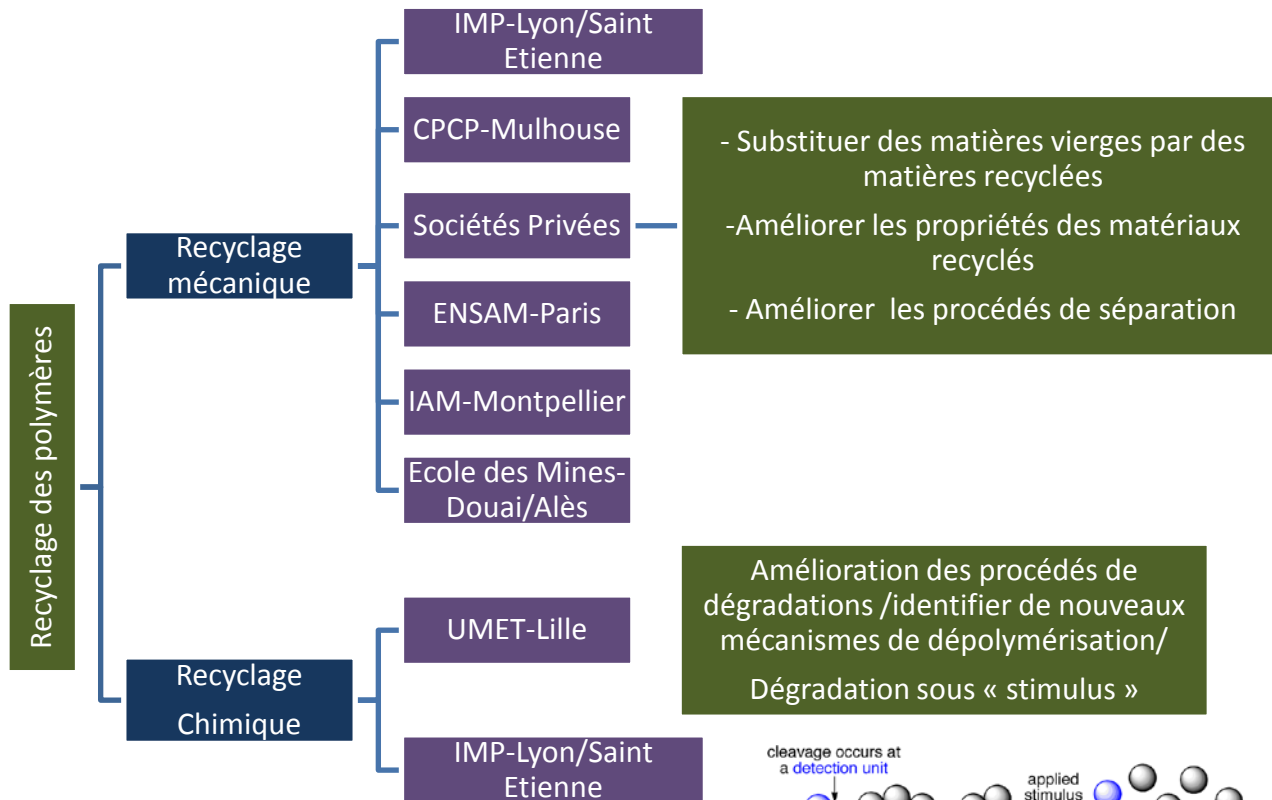 Recyclage des polymères
Recyclage
mécanique
IMP-Lyon/Saint
Etienne
CPCP-Mulhouse
Sociétés Privées
ENSAM-Paris
IAM-Montpellier
Ecole des Mines-
Douai/Alès
- Substituer des matières vierges par des
matières recyclées
-Améliorer les propriétés des matériaux
recyclés
- Améliorer les procédés de séparation
Recyclage
Chimique
UMET-Lille
IMP-Lyon/Saint
Etienne
Amélioration des procédés de
dégradations /identifier de nouveaux
mécanismes de dépolymérisation/
Dégradation sous « stimulus »
cleavage occurs at
a detection unit
applied
stimulus